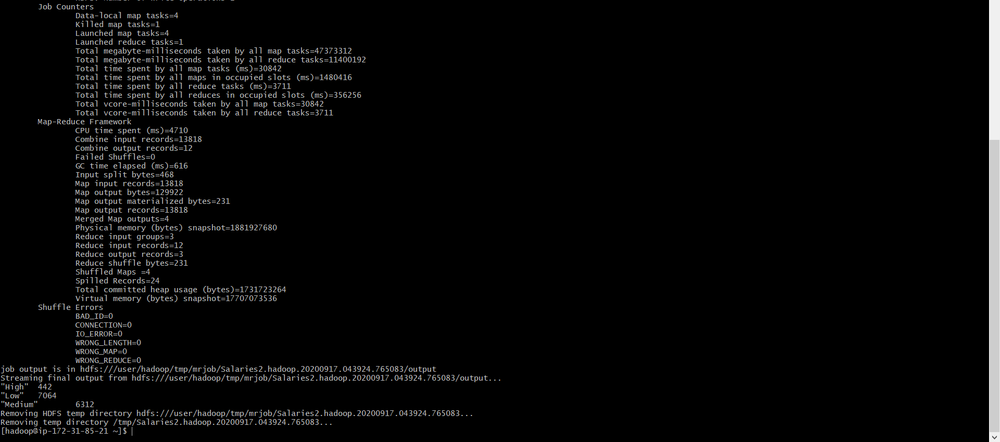 Job Counters
Data-local map tasks=4
Killed map tasks=1
Launched map tasks=4
Launched reduce tasks=1
Total megabyte-milliseconds taken by all map tasks=47373312
Total megabyte-milliseconds taken by all reduce tasks=11400192
Total time spent by all map tasks (ms)=30842
Total time spent by all maps in occupied slots (ms)=1480416
Total time spent by all reduce tasks (ms)=3711
Total time spent by all reduces in occupied slots (ms)=356256
Total vcore-milliseconds taken by all map tasks=30842
Total vcore-milliseconds taken by all reduce tasks=3711
Map-Reduce Framework
CPU time spent (ms)=4710
Combine input records=13818
Combine output records=12
Failed Shuffles=0
GC time elapsed (ms)=616
Input split bytes=468
Map input records=13818
Map output bytes=129922
Map output materialized bytes=231
Map output records=13818
Merged Map outputs=4
Physical memory (bytes) snapshot=1881927680
Reduce input groups=3
Reduce input records=12
Reduce output records=3
Reduce shuffle bytes=231
Shuffled Maps =4
Spilled Records=24
Total committed heap usage (bytes)=1731723264
Virtual memory (bytes) snapshot=17707073536
Shuffle Errors
BAD_ID=0
CONNECTION=0
IO_ERROR=0
WRONG_LENGTH=0
WRONG_MAP=0
WRONG_REDUCE=0
job output is in hdfs:///user/hadoop/tmp/mrjob/Salaries2.hadoop.20200917.043924.765083/output
Streaming final output from hdfs:///user/hadoop/tmp/mrjob/Salaries2.hadoop.20200917.043924.765083/output...
"High" 442
"Low" 7064
"Medium" 6312
Removing HDFS temp directory hdfs:///user/hadoop/tmp/mrjob/Salaries2.hadoop.20200917.043924.765083...
Removing temp directory /tmp/Salaries2.hadoop.20200917.043924.765083...
[hadoop@ip-172-31-85-21 ~]$